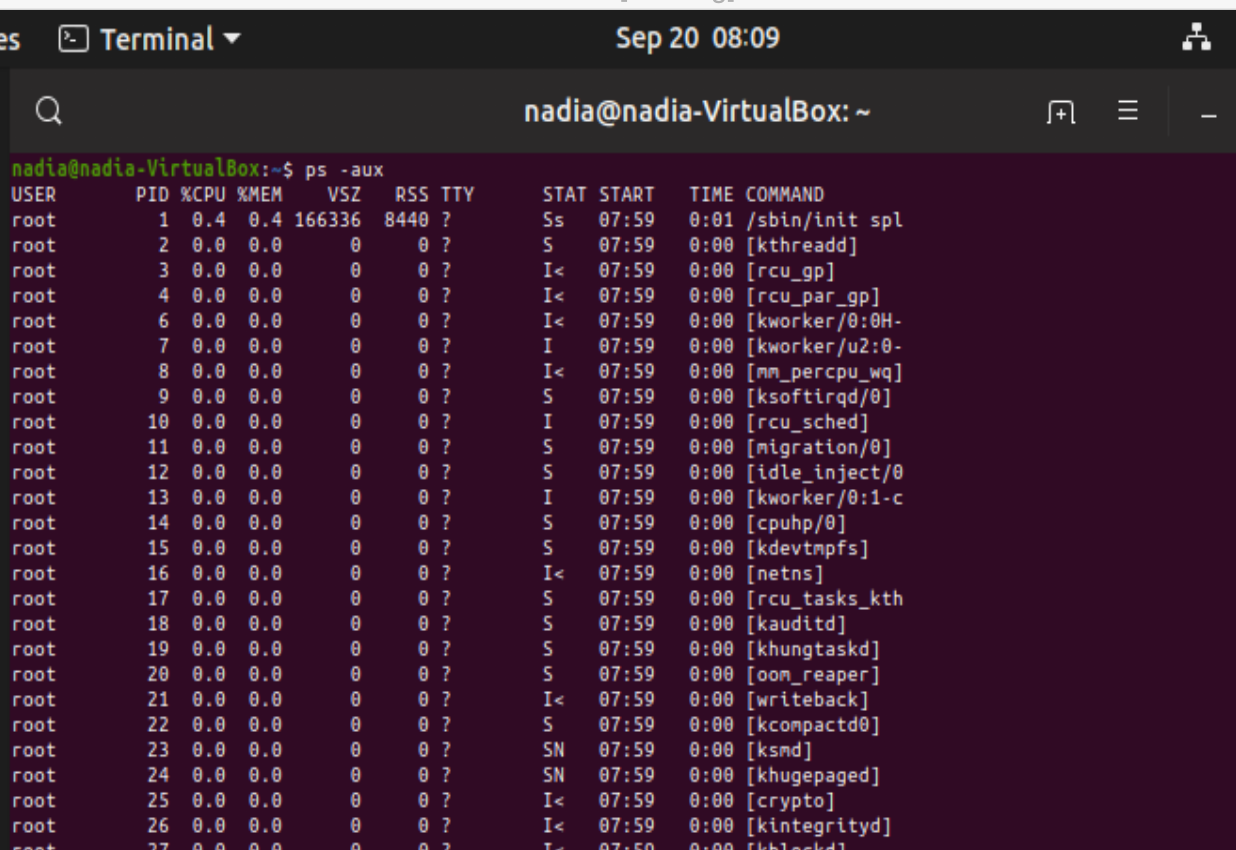 es Terminal Sep 20 08:09
nadia@nadia-VirtualBox: ~
nadia@nadia-VirtualBox:~$ ps -aux
USER PID %CPU %MEM VSZ RSS TTY STAT START TIME COMMAND
root 1 0.4 0.4 166336 8440 ? Ss 07:59 0:01 /sbin/init spl
root 2 0.0 0.0 0 0 ? S 07:59 0:00 [kthreadd]
root 3 0.0 0.0 0 0 ? I< 07:59 0:00 [rcu_gp]
root 4 0.0 0.0 0 0 ? I< 07:59 0:00 [rcu_par_gp]
root 6 0.0 0.0 0 0 ? I< 07:59 0:00 [kworker/0:0H-
root 7 0.0 0.0 0 0 ? I 07:59 0:00 [kworker/u2:0-
root 8 0.0 0.0 0 0 ? I< 07:59 0:00 [mm_percpu_wq]
root 9 0.0 0.0 0 0 ? S 07:59 0:00 [ksoftirqd/0]
root 10 0.0 0.0 0 0 ? I 07:59 0:00 [rcu_sched]
root 11 0.0 0.0 0 0 ? S 07:59 0:00 [migration/0]
root 12 0.0 0.0 0 0 ? S 07:59 0:00 [idle_inject/0
root 13 0.0 0.0 0 0 ? I 07:59 0:00 [kworker/0:1-c
root 14 0.0 0.0 0 0 ? S 07:59 0:00 [cpuhp/0]
root 15 0.0 0.0 0 0 ? S 07:59 0:00 [kdevtmpfs]
root 16 0.0 0.0 0 0 ? I< 07:59 0:00 [netns]
root 17 0.0 0.0 0 0 ? S 07:59 0:00 [rcu_tasks_kth
root 18 0.0 0.0 0 0 ? S 07:59 0:00 [kauditd]
root 19 0.0 0.0 0 0 ? S 07:59 0:00 [khungtaskd]
root 20 0.0 0.0 0 0 ? S 07:59 0:00 [oom_reaper]
root 21 0.0 0.0 0 0 ? I< 07:59 0:00 [writeback]
root 22 0.0 0.0 0 0 ? S 07:59 0:00 [kcompactd0]
root 23 0.0 0.0 0 0 ? SN 07:59 0:00 [ksmd]
root 24 0.0 0.0 0 0 ? SN 07:59 0:00 [khugepaged]
root 25 0.0 0.0 0 0 ? I< 07:59 0:00 [crypto]
root 26 0.0 0.0 0 0 ? I< 07:59 0:00 [kintegrityd]
root 27 0.0 0.0 0 0 ? I< 07:59 0:00 [kblockd]